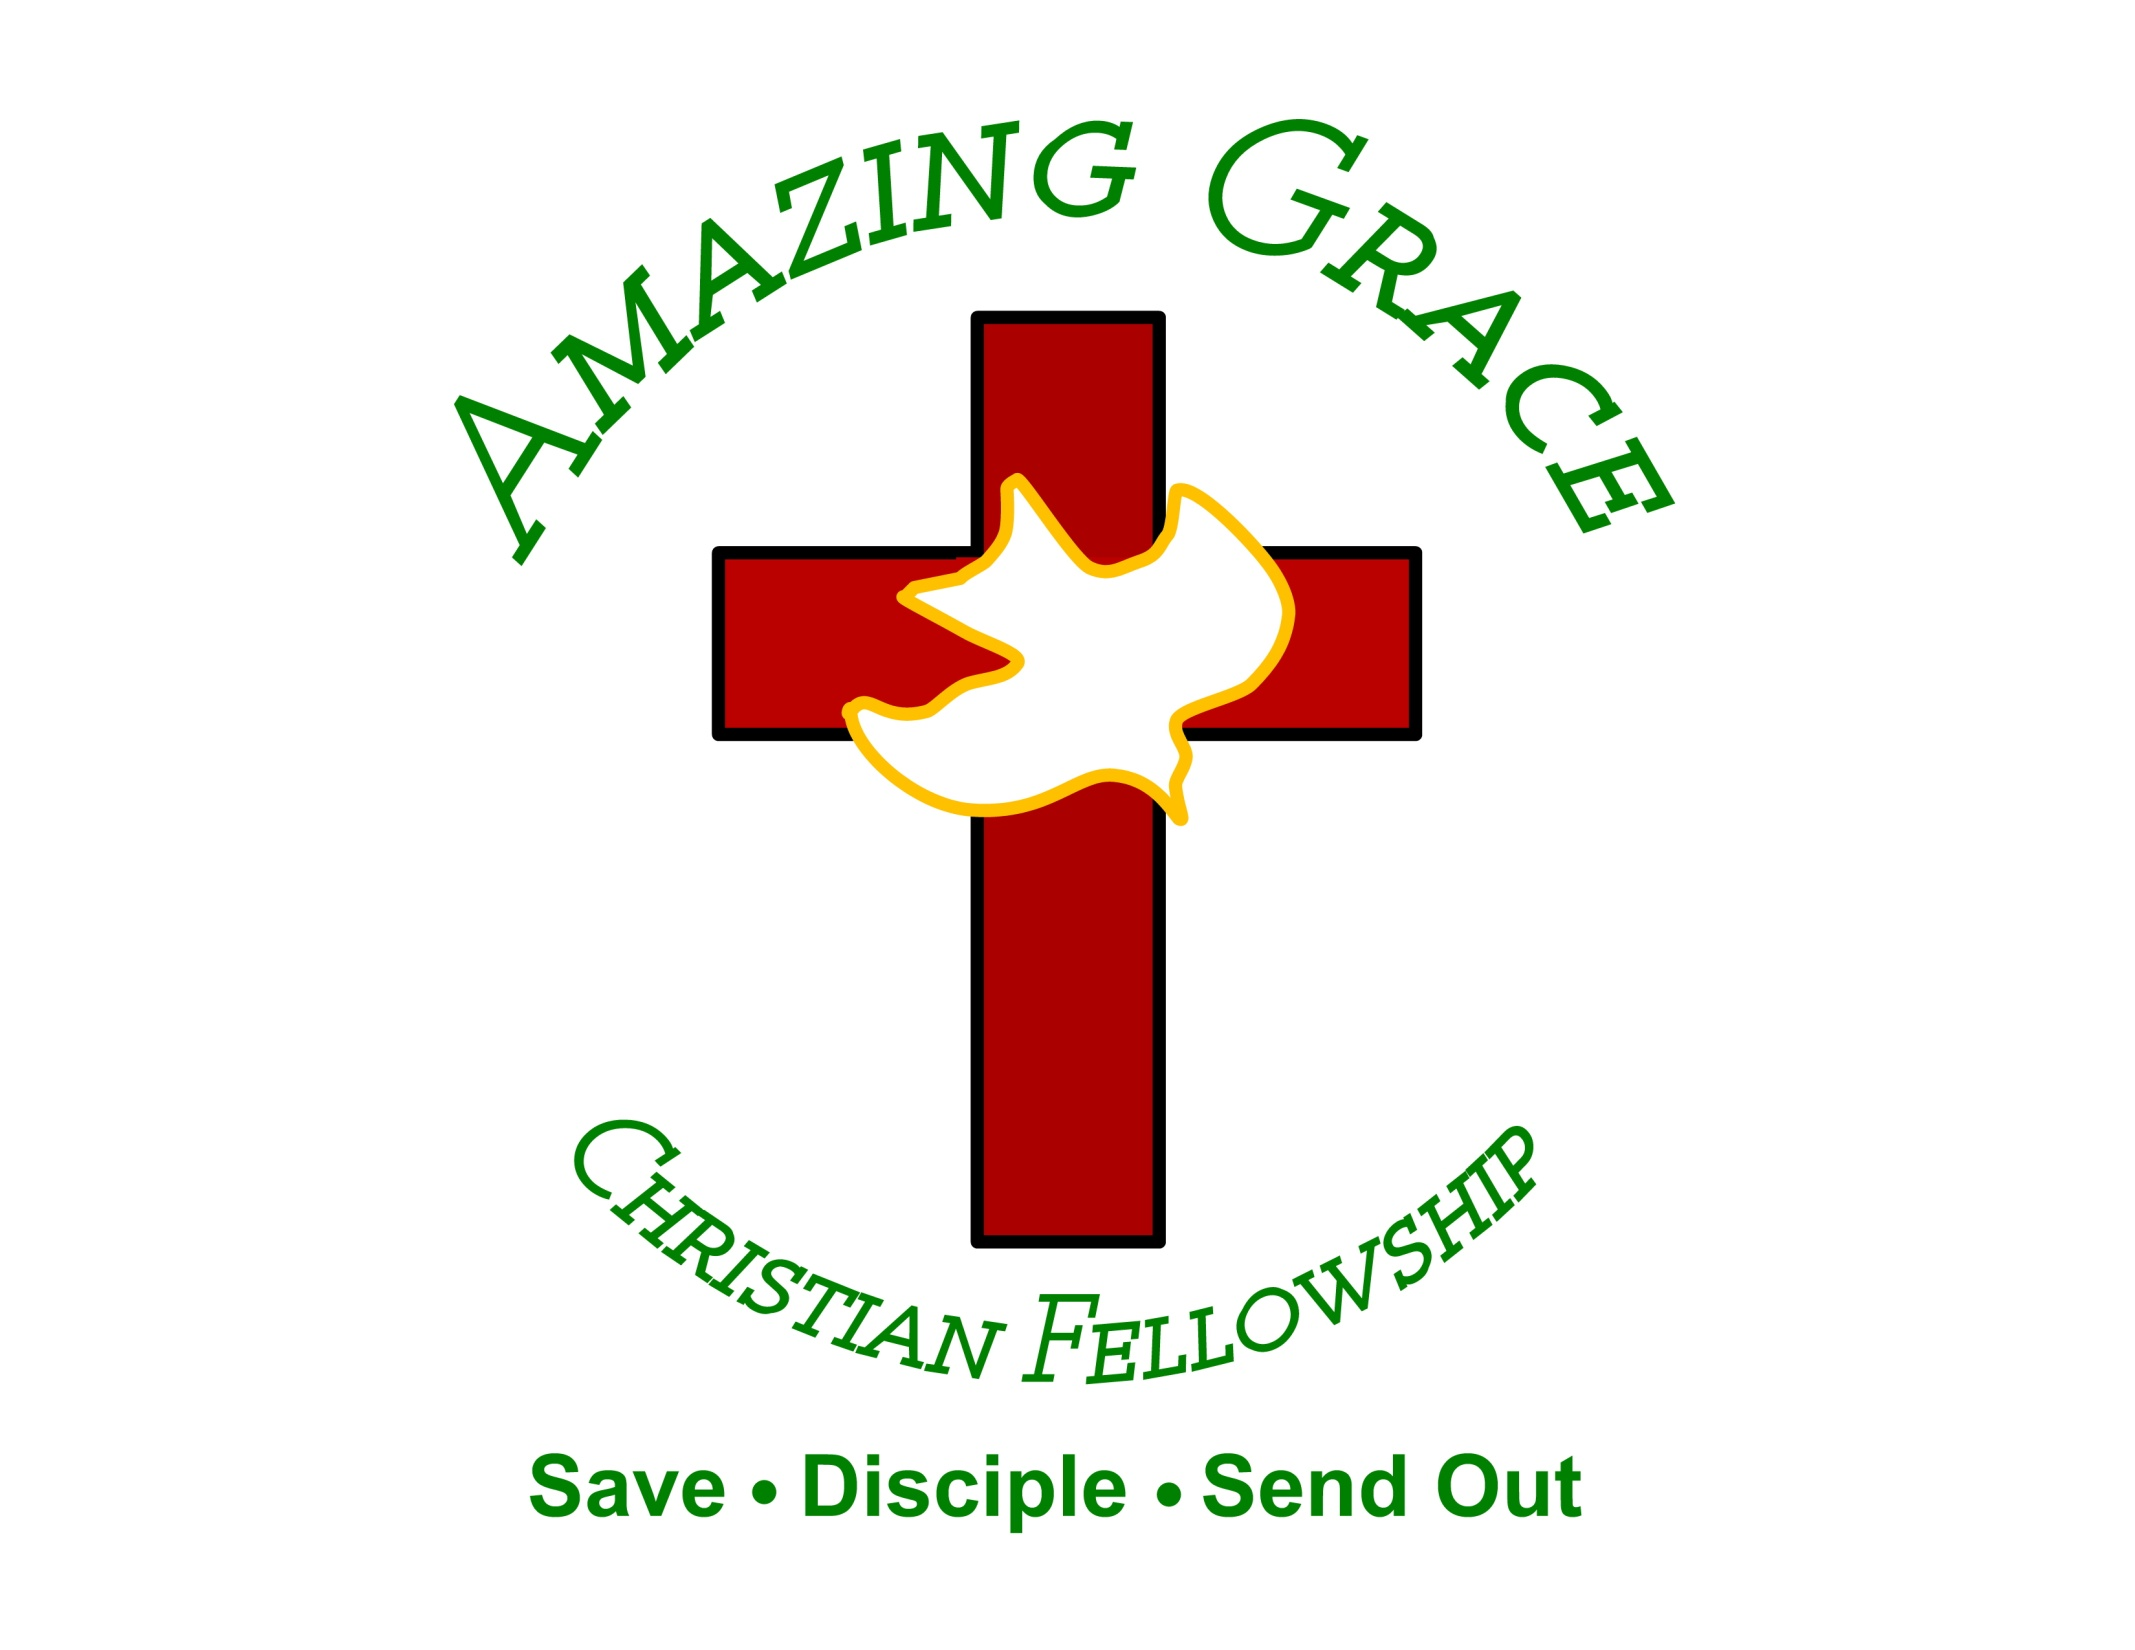 Amazing Grace
Christian Fellowship
Save • Disciple • Send Out